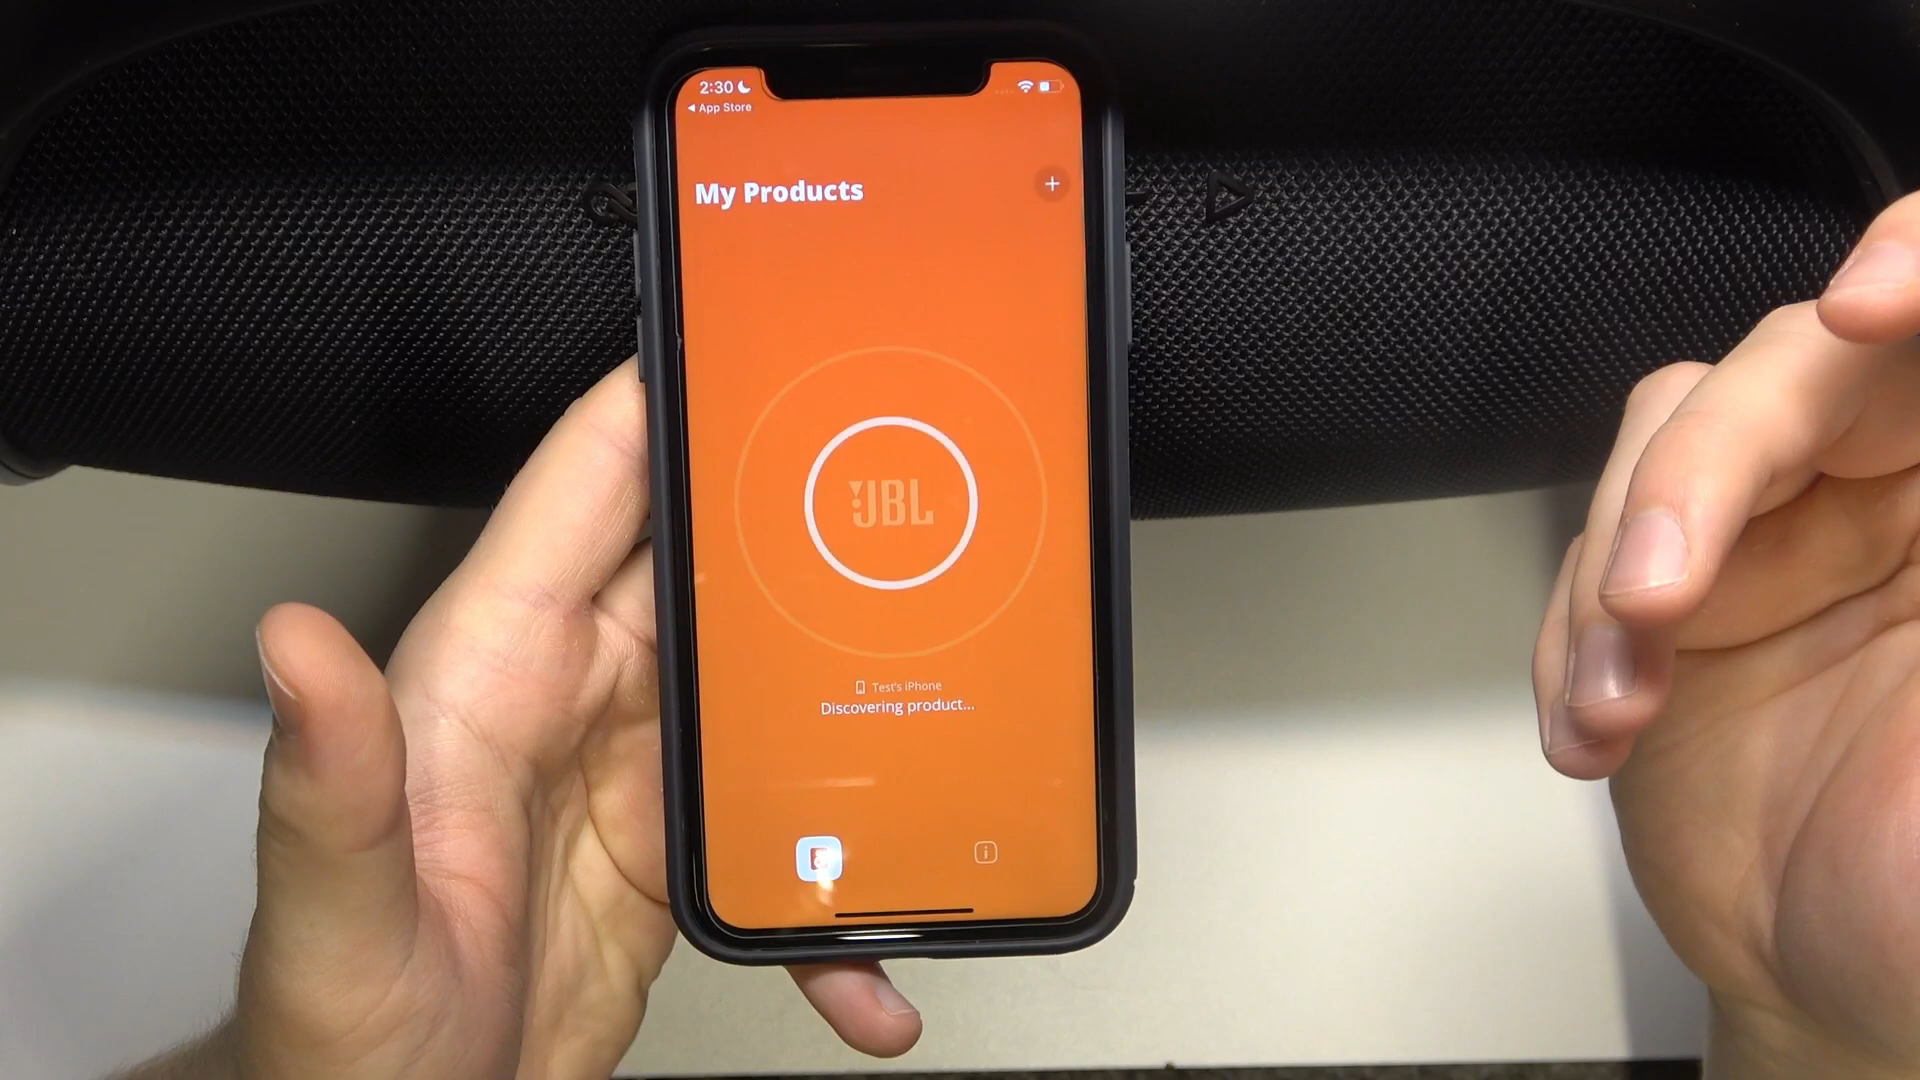 2:30
◀ App Store
My Products
+
JBL
Test's iPhone
Discovering product...